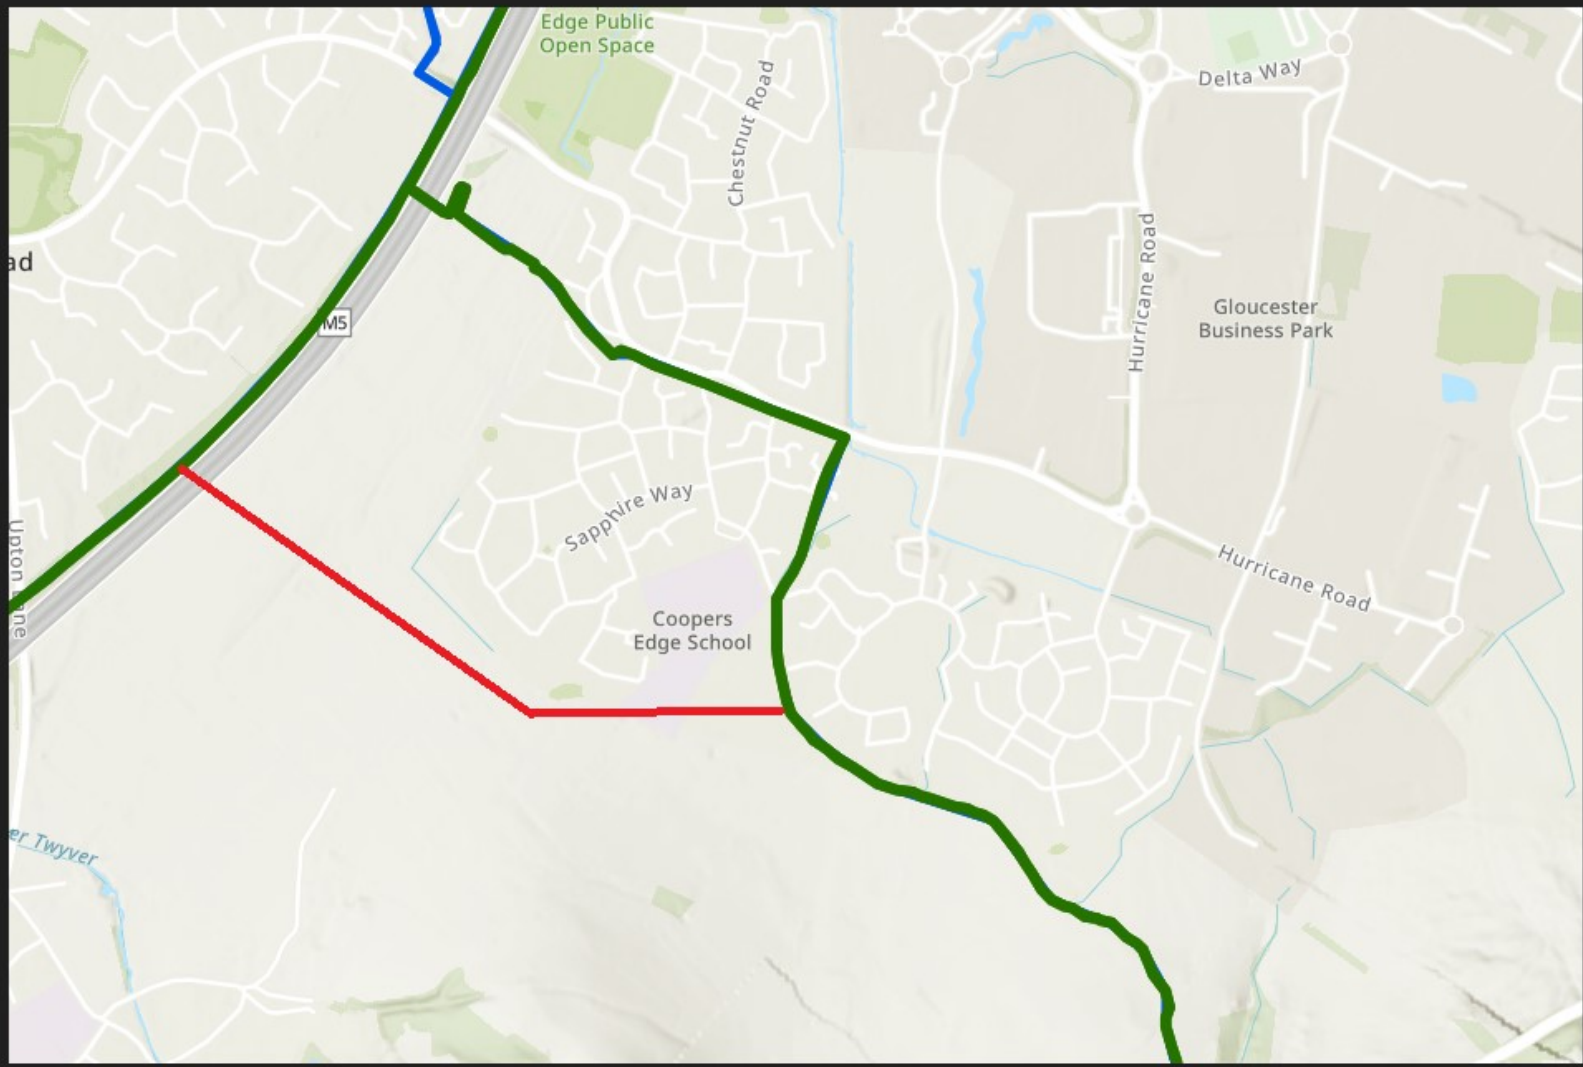 Edge Public
Open Space
Chestnut Road
Delta Way
ad
Hurricane Road
M5
Gloucester
Business Park
Sapphire Way
Upton Lane
Hurricane Road
Coopers
Edge School
er Twyver